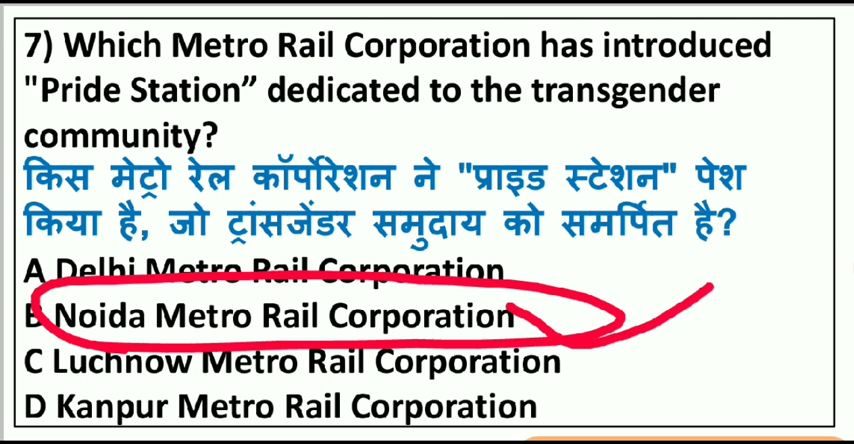 7) Which Metro Rail Corporation has introduced
"Pride Station” dedicated to the transgender
community?
किस मेट्रो रेल कॉर्पोरेशन ने "प्राइड स्टेशन" पेश
किया है, जो ट्रांसजेंडर समुदाय को समर्पित है?
A Delhi Metro Rail Corporation
B Noida Metro Rail Corporation
C Luchnow Metro Rail Corporation
D Kanpur Metro Rail Corporation